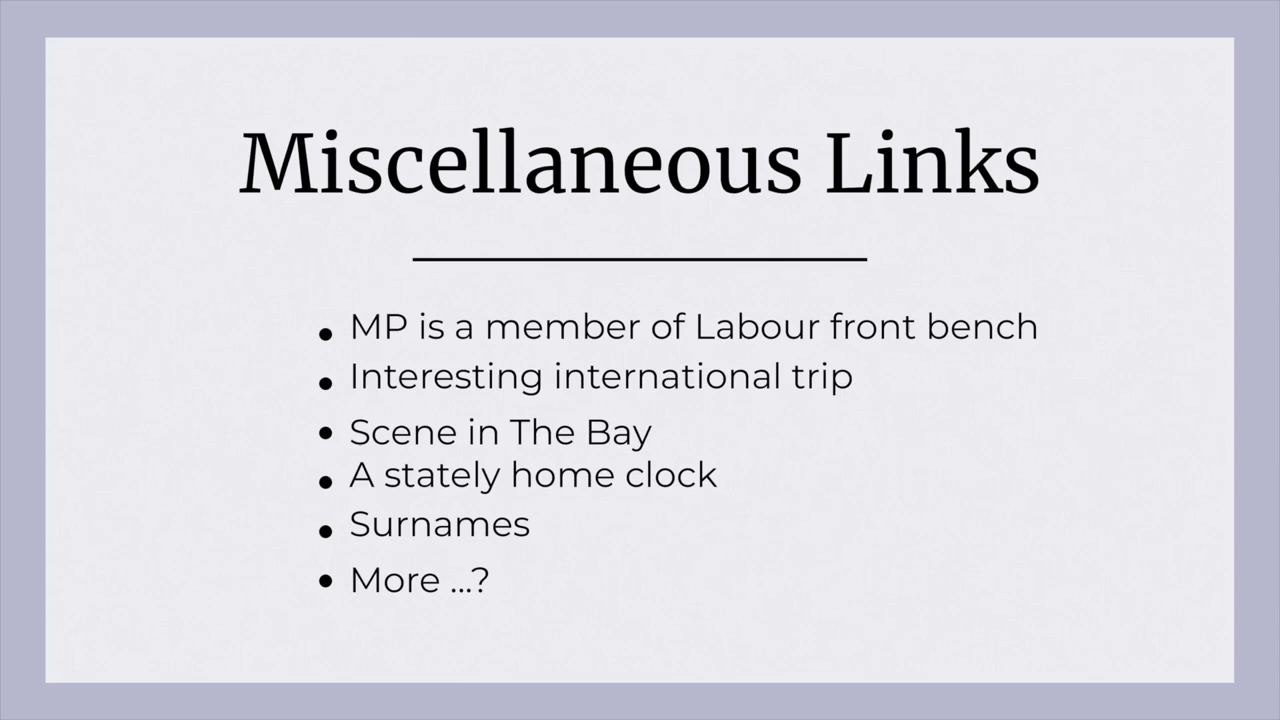 Miscellaneous Links
• MP is a member of Labour front bench
• Interesting international trip
• Scene in The Bay
• A stately home clock
• Surnames
• More ...?